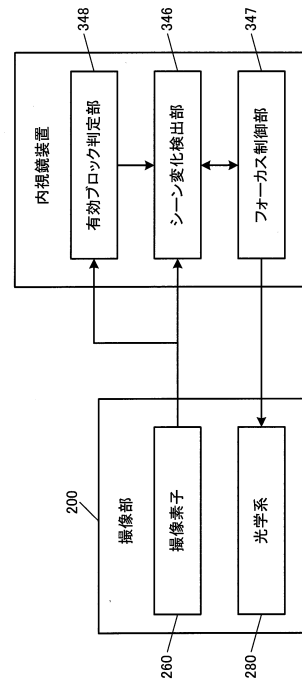 200
撮像部
撮像素子
260
光学系
280
内視鏡装置
有効ブロック判定部
348
シーン変化検出部
346
フォーカス制御部
347